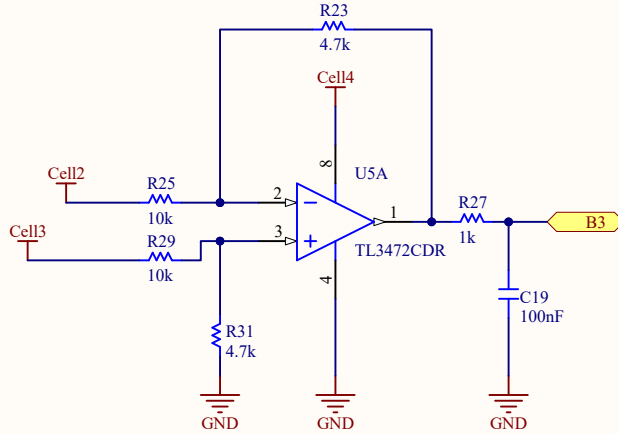 R23
4.7k
Cell4
8
U5A
Cell2
R25
2
10k
R27
1
B3
Cell3
R29
3
1k
10k
TL3472CDR
4
C19
100nF
R31
4.7k
GND
GND
GND